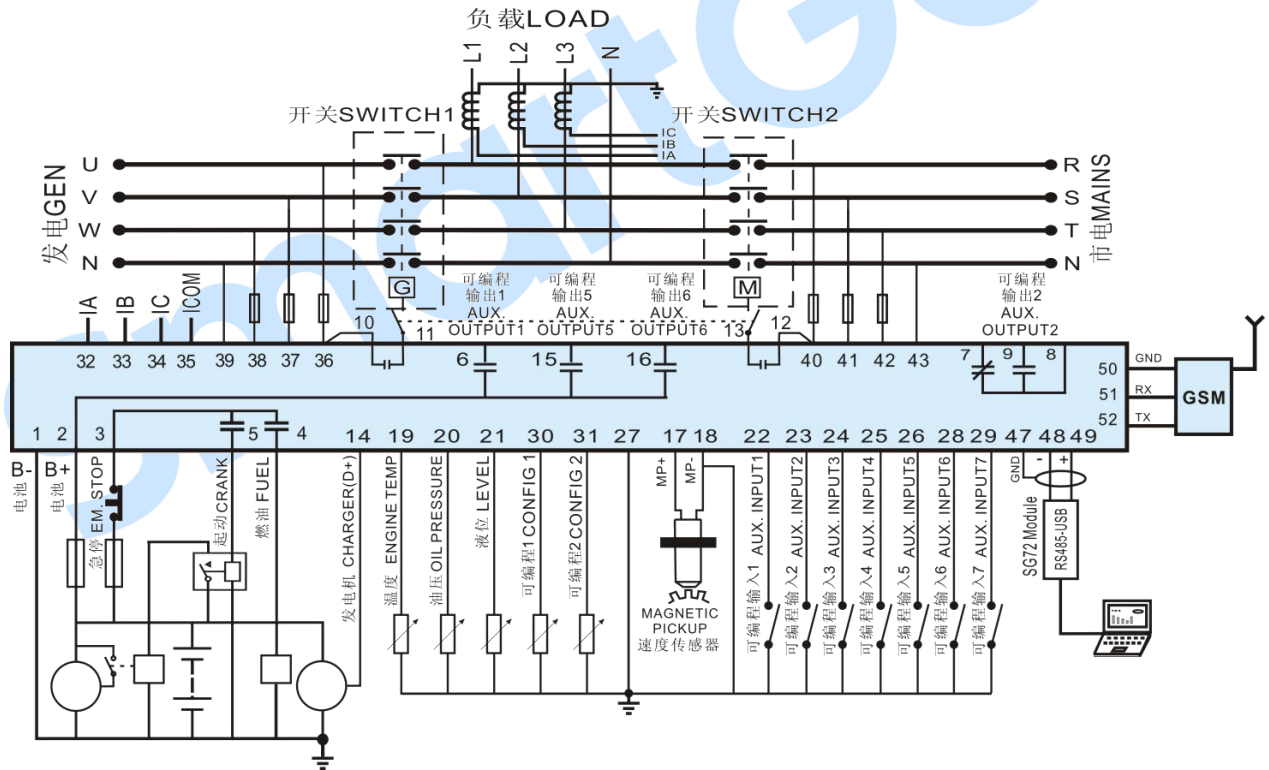 负载LOAD
L1
L2
L3
N
开关SWITCH1
开关SWITCH2
IC
IB
IA
发电GEN
U
V
W
N
R
S
T
N
市电MAINS
G
M
可编程
输出1
AUX.
OUTPUT1
可编程
输出5
AUX.
OUTPUT5
可编程
输出6
AUX.
OUTPUT6
可编程
输出2
AUX.
OUTPUT2
IA
IB
IC
ICOM
10
11
13
12
32
33
34
35
39
38
37
36
6
15
16
40
41
42
43
7
9
8
50
51
52
GND
RX
TX
GSM
1
2
3
5
4
14
19
20
21
30
31
27
17
18
22
23
24
25
26
28
29
47
48
49
B-
电池
B+
电池
急停 EM. STOP
起动CRANK
燃油 FUEL
发电机 CHARGER(D+)
温度 ENGINE TEMP
油压OIL PRESSURE
液位 LEVEL
可编程1 CONFIG 1
可编程2 CONFIG 2
MP+
MP-
MAGNETIC
PICKUP
速度传感器
可编程输入1 AUX. INPUT1
可编程输入2 AUX. INPUT2
可编程输入3 AUX. INPUT3
可编程输入4 AUX. INPUT4
可编程输入5 AUX. INPUT5
可编程输入6 AUX. INPUT6
可编程输入7 AUX. INPUT7
GND
-
+
SG72 Module
RS485-USB
SmartGe